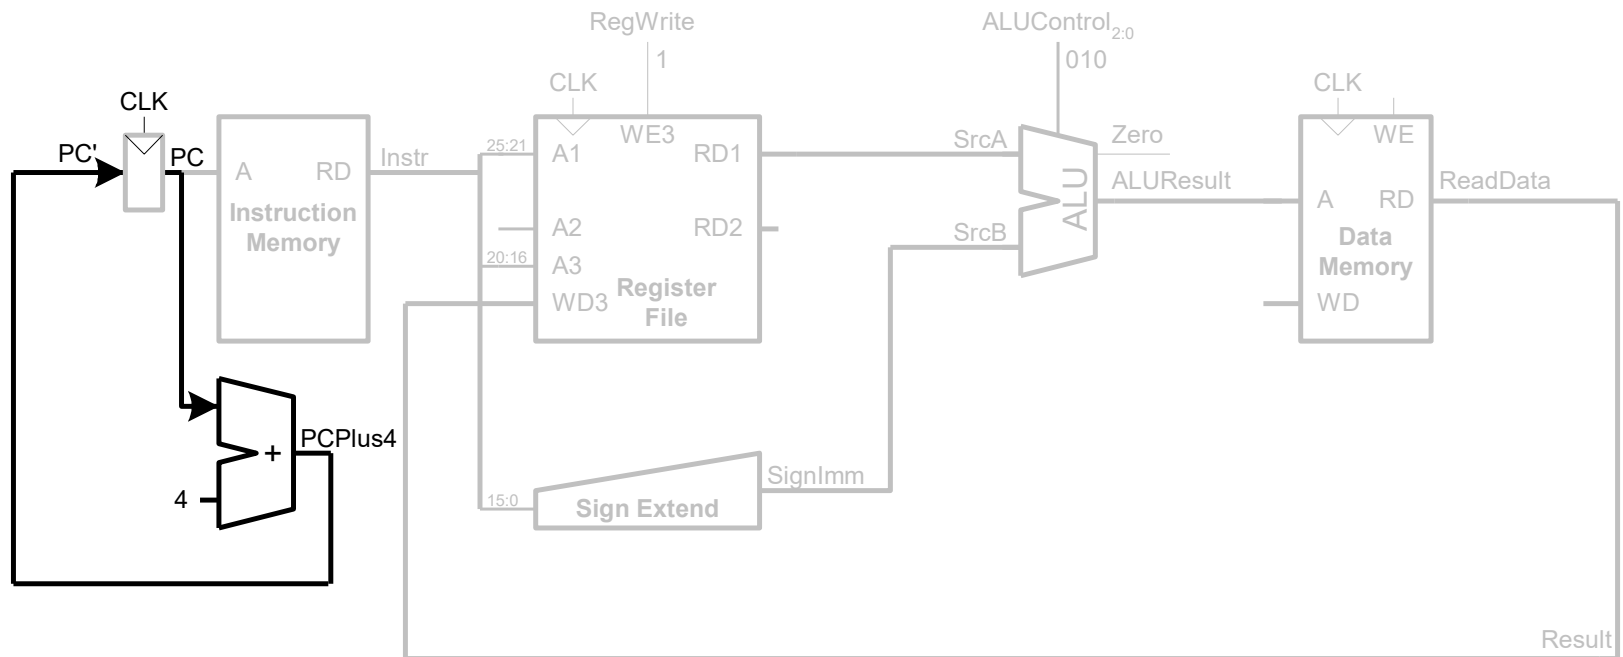 RegWrite
ALUControl2:0
1
010
CLK
CLK
CLK
PC'
PC
A
RD
Instruction
Memory
Instr
25:21
A1
WE3
RD1
A2
RD2
20:16
A3
WD3
Register
File
SrcA
SrcB
ALU
Zero
ALUResult
WE
A
RD
Data
Memory
WD
ReadData
+
PCPlus4
4
15:0
Sign Extend
SignImm
Result